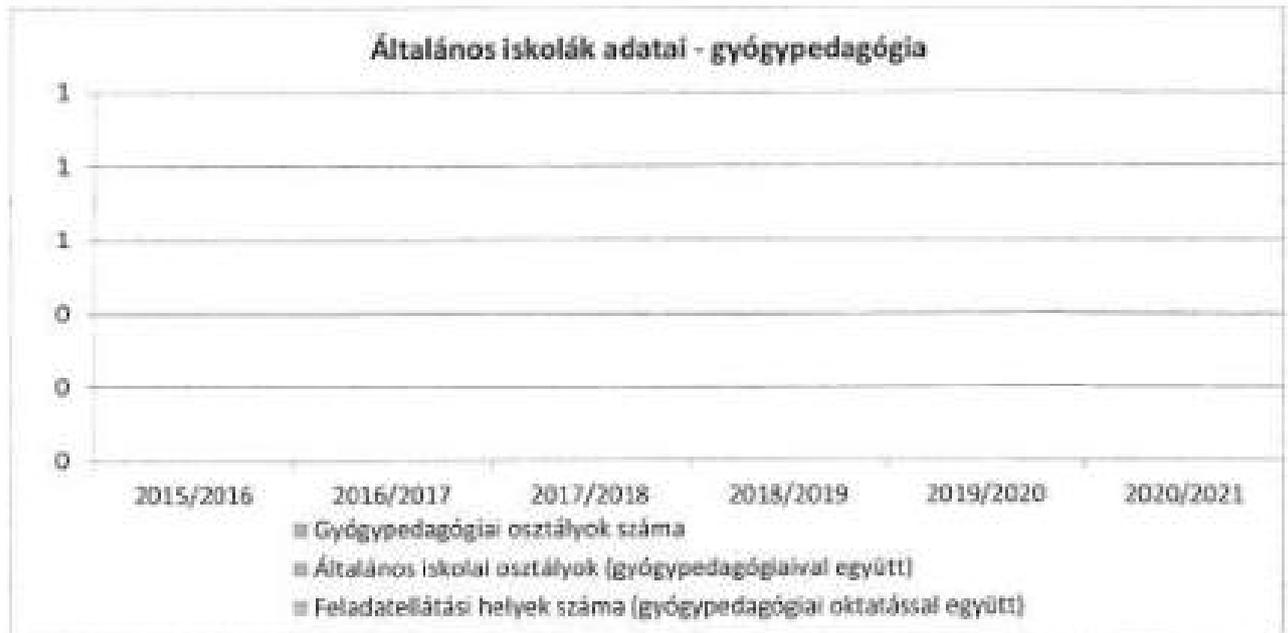 Általános iskolák adatai - gyógypedagógia
1
1
1
0
0
0
2015/2016 2016/2017 2017/2018 2018/2019 2019/2020 2020/2021
Gyógypedagógiai osztályok száma
Általános iskolai osztályok (gyógypedagógiaival együtt)
Feladatellátási helyek száma (gyógypedagógiai oktatással együtt)